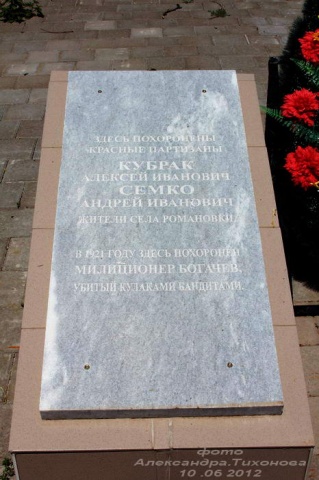 ЗДЕСЬ ПОХОРОНЕНЫ
КРАСНЫЕ ПАРТИЗАНЫ
КУБРАК
АЛЕКСЕЙ ИВАНОВИЧ
СЕМКО
АНДРЕЙ ИВАНОВИЧ
ЖИТЕЛИ СЕЛА РОМАНОВКИ.
В 1921 ГОДУ ЗДЕСЬ ПОХОРОНЕН
МИЛИЦИОНЕР БОГАЧЕВ,
УБИТЫЙ КУЛАКАМИ БАНДИТАМИ.
фото
Александра.Тихонова
10 .06 2012